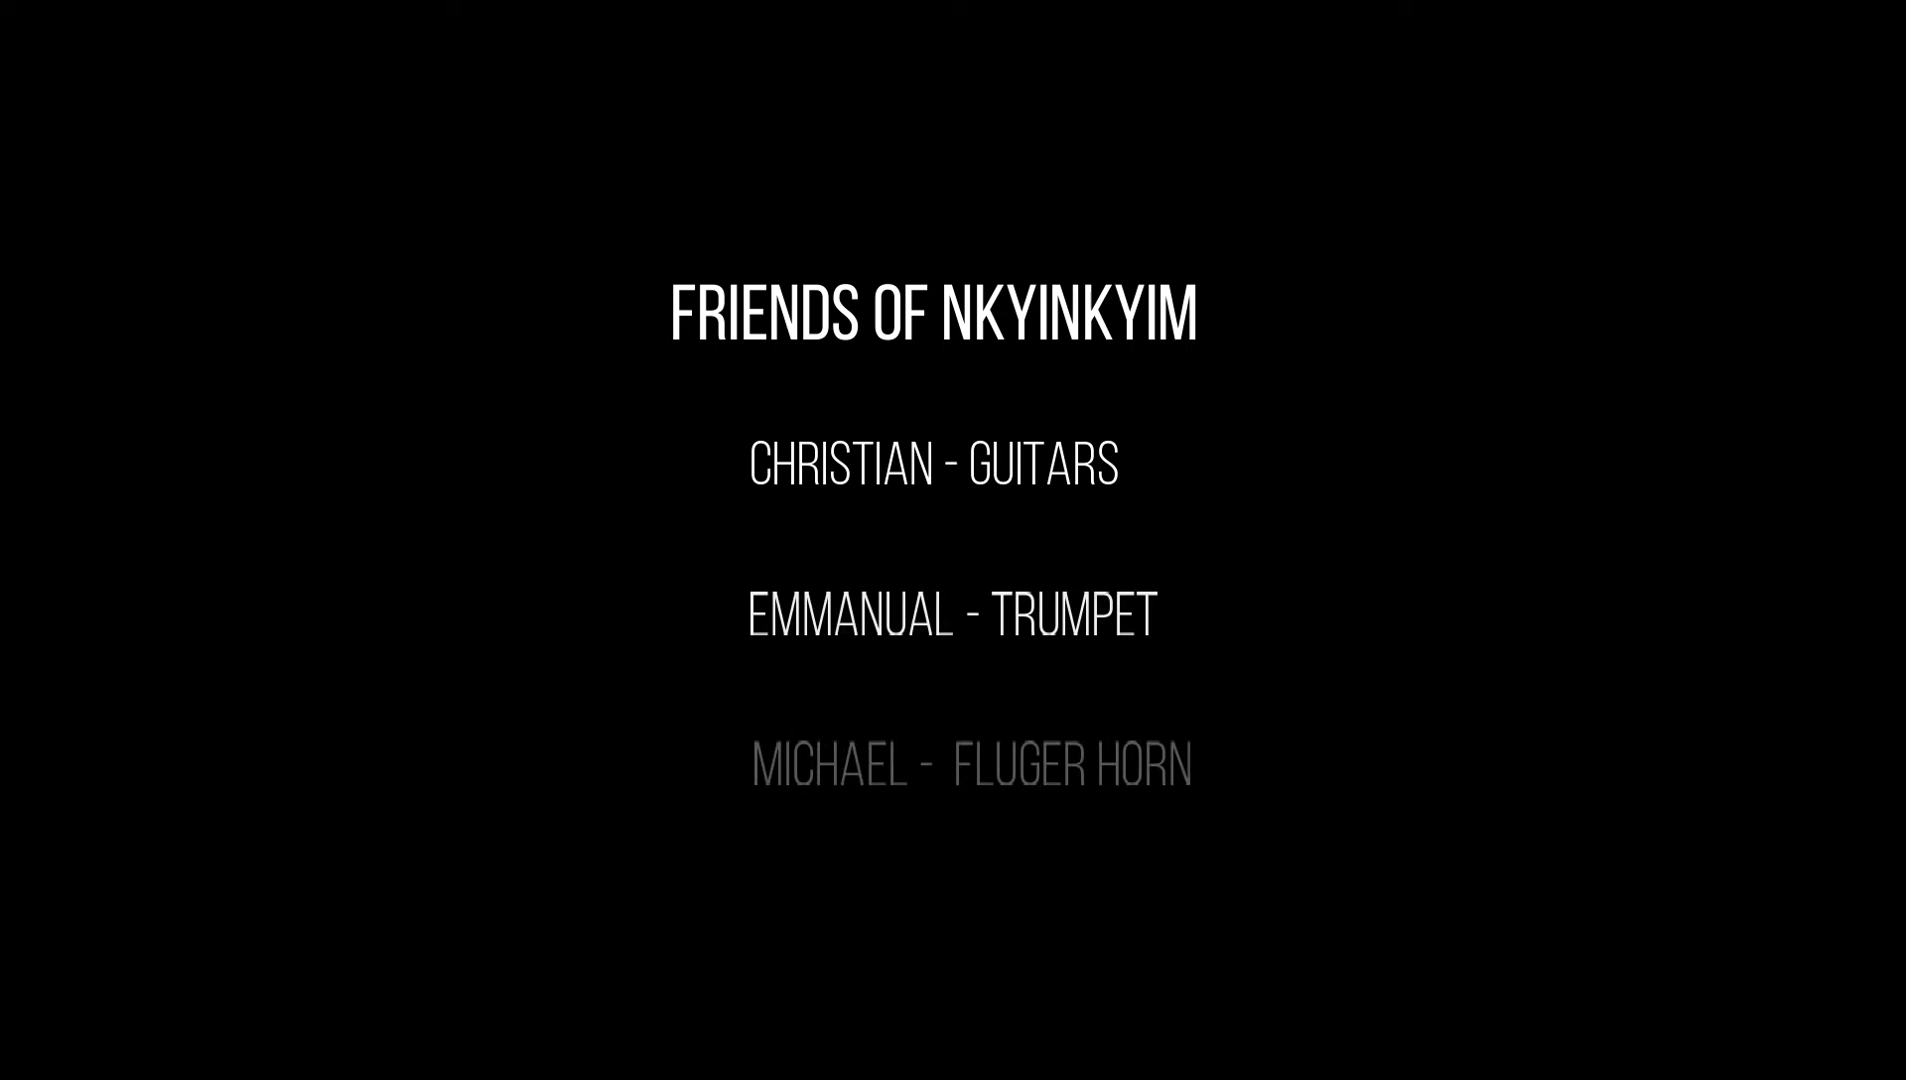 FRIENDS OF NKYINKYIM
CHRISTIAN - GUITARS
EMMANUAL - TRUMPET
MICHAEL - FLUGER HORN